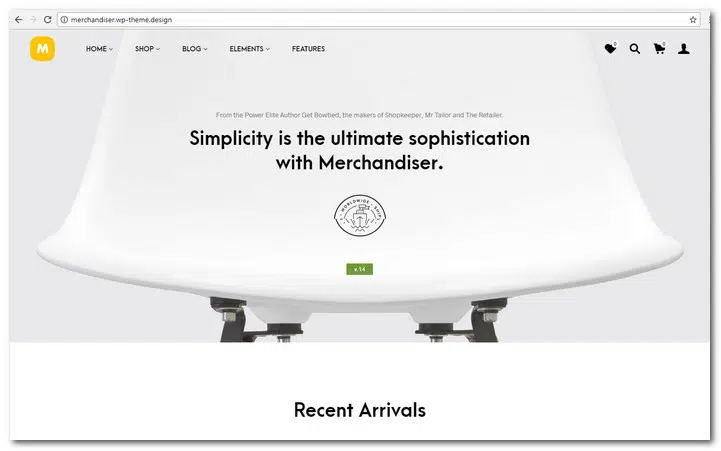 merchandiser.wp-theme.design
M
HOME SHOP BLOG ELEMENTS FEATURES
From the Power Elite Author Get Bowtied, the makers of Shopkeeper, Mr Tailor and The Retailer.
Simplicity is the ultimate sophistication
with Merchandiser.
WORLDWIDE
v. 1.4
Recent Arrivals